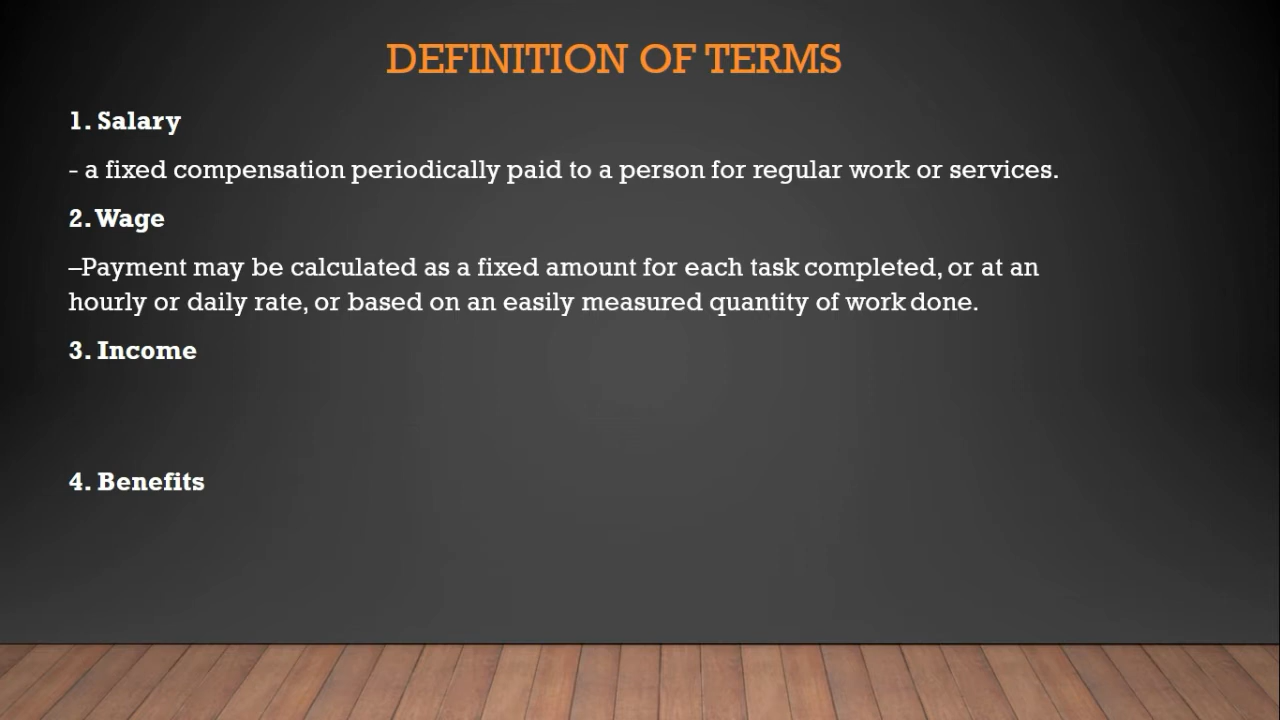 DEFINITION OF TERMS
1. Salary
- a fixed compensation periodically paid to a person for regular work or services.
2. Wage
–Payment may be calculated as a fixed amount for each task completed, or at an
hourly or daily rate, or based on an easily measured quantity of work done.
3. Income
4. Benefits